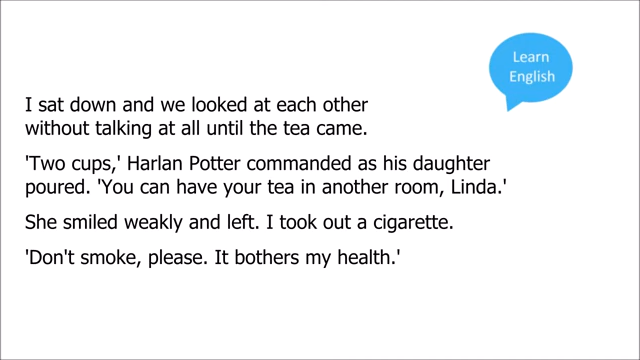 Learn
English
I sat down and we looked at each other
without talking at all until the tea came.
'Two cups,' Harlan Potter commanded as his daughter
poured. 'You can have your tea in another room, Linda.'
She smiled weakly and left. I took out a cigarette.
'Don't smoke, please. It bothers my health.'